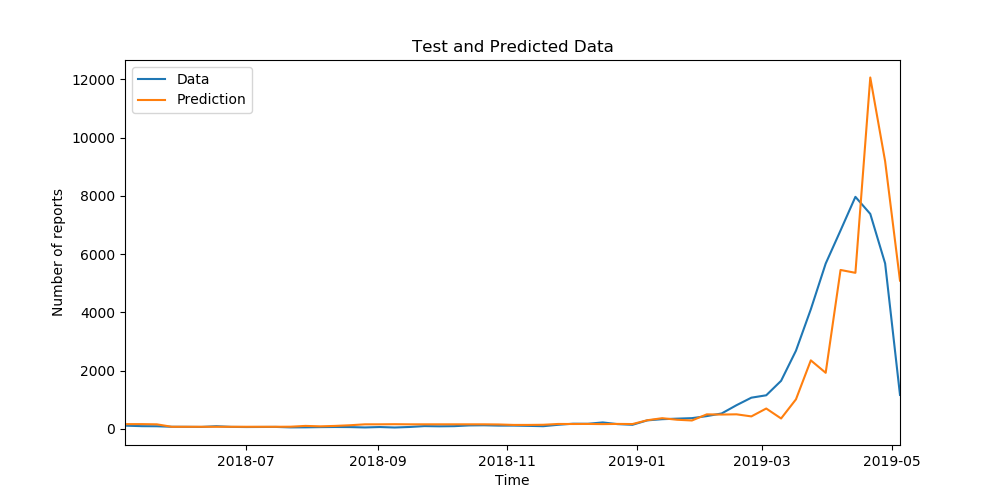 Test and Predicted Data
Data
Prediction
12000
10000
8000
6000
4000
2000
0
Number of reports
2018-07 2018-09 2018-11 2019-01 2019-03 2019-05
Time